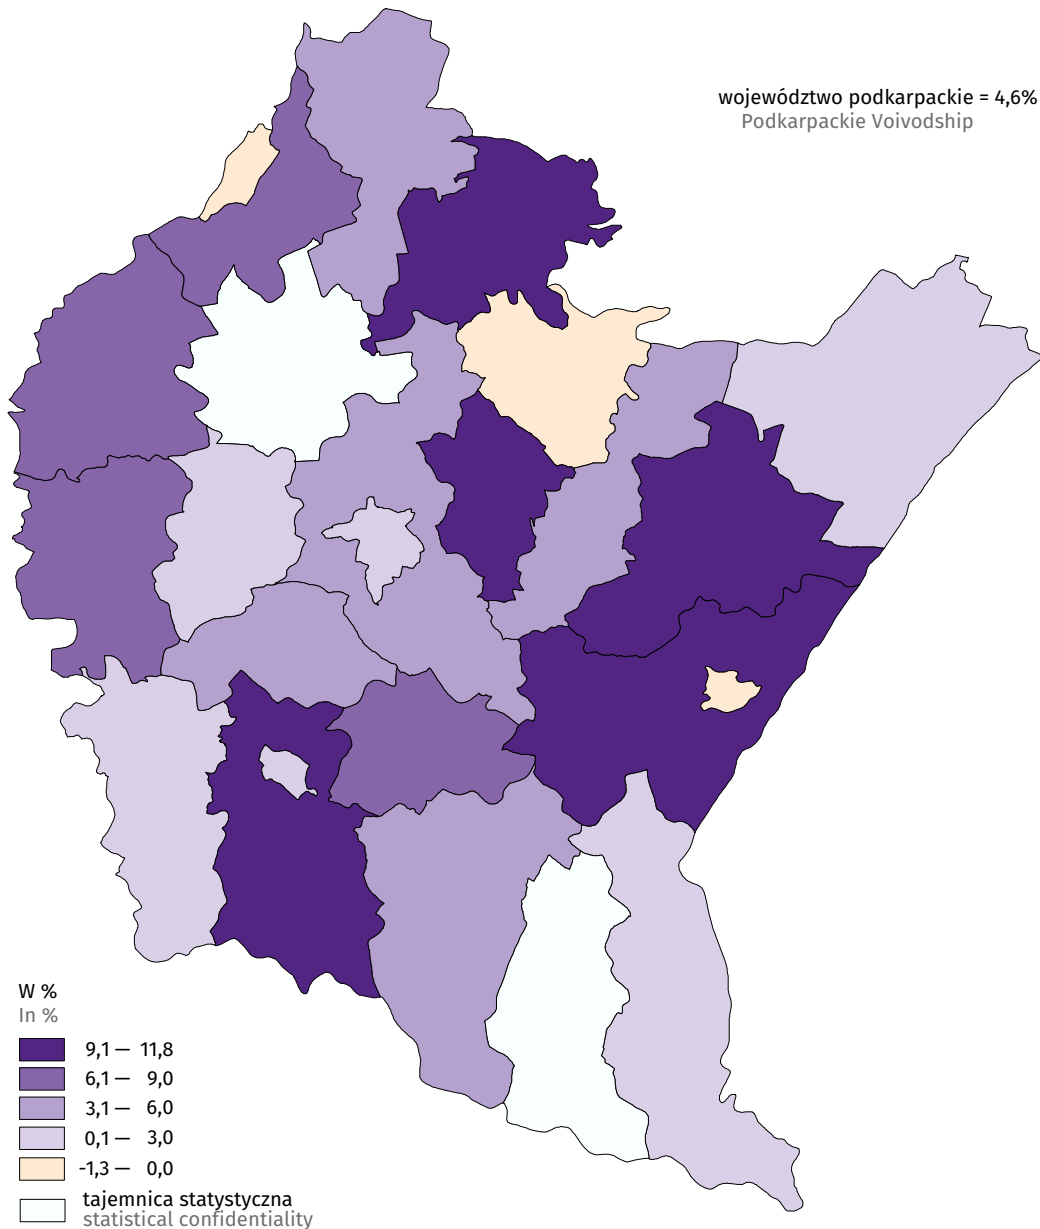 województwo podkarpackie = 4,6%
Podkarpackie Voivodship
W %
In %
9,1 — 11,8
6,1 — 9,0
3,1 — 6,0
0,1 — 3,0
-1,3 — 0,0
tajemnica statystyczna
statistical confidentiality